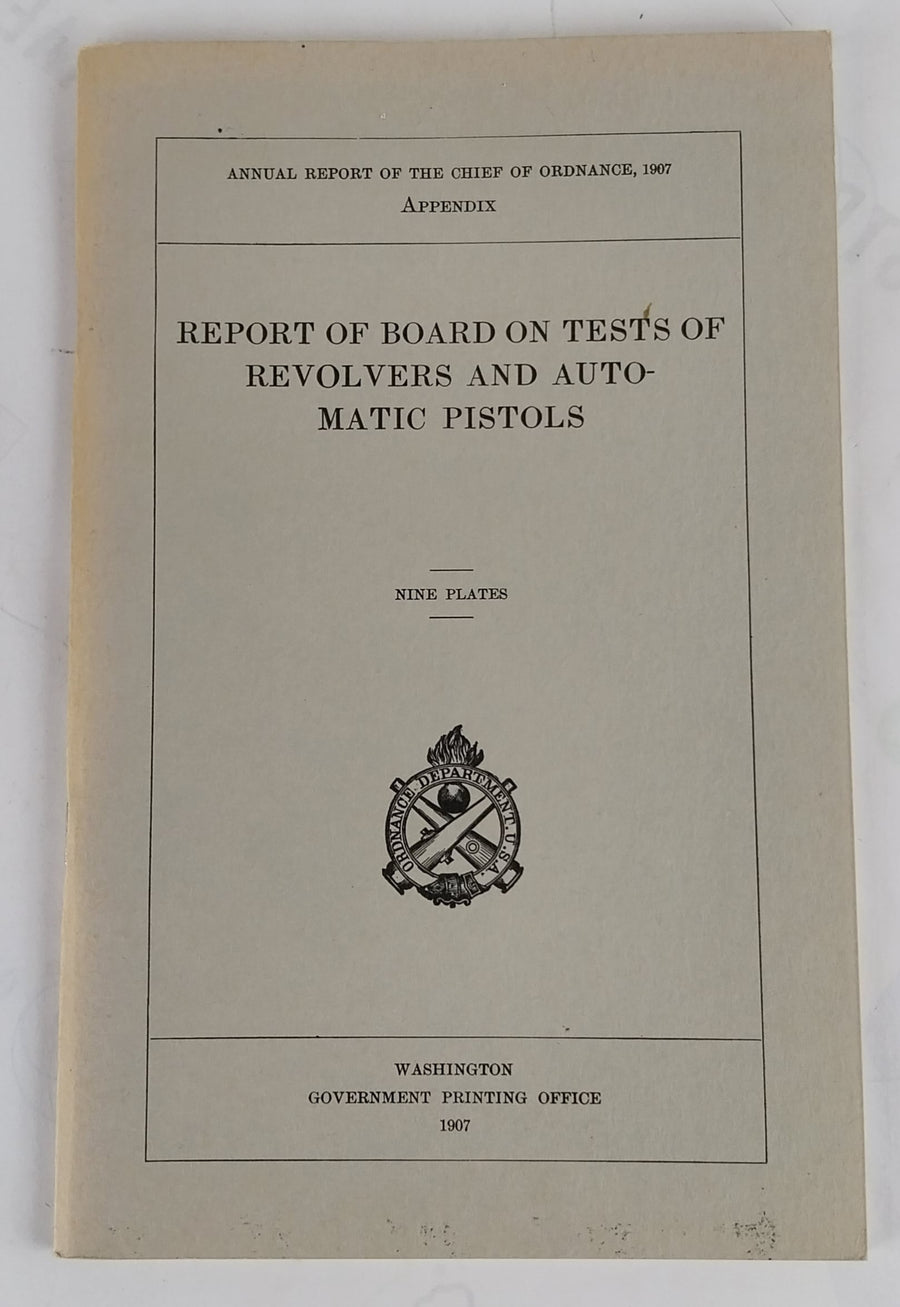 ANNUAL REPORT OF THE CHIEF OF ORDNANCE, 1907
APPENDIX
REPORT OF BOARD ON TESTS OF
REVOLVERS AND AUTO-
MATIC PISTOLS
NINE PLATES
ORDNANCE DEPARTMENT. U.S.A.
WASHINGTON
GOVERNMENT PRINTING OFFICE
1907